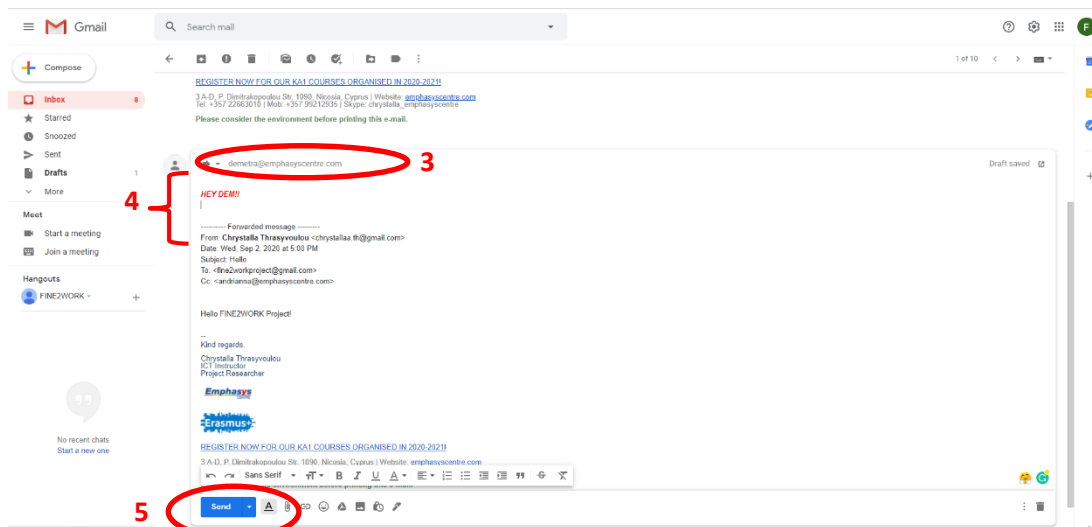 Gmail
Search mail
F
Compose
1 of 10
Inbox 8
Starred
Snoozed
Sent
Drafts 1
More
Meet
Start a meeting
Join a meeting
Hangouts
FINE2WORK
No recent chats
Start a new one
REGISTER NOW FOR OUR KA1 COURSES ORGANISED IN 2020-2021!
3 A-D, P. Dimitrakopoulou Str. 1090, Nicosia, Cyprus | Website: emphasyscentre.com
Tel: +357 22663010 | Mob: +357 99212935 | Skype: chrystalla_emphasyscentre
Please consider the environment before printing this e-mail.
demetra@emphasyscentre.com
3
Draft saved
4
HEY DEM!!
---------- Forwarded message ---------
From: Chrystalla Thrasyvoulou <chrystallaa.th@gmail.com>
Date: Wed, Sep 2, 2020 at 5:00 PM
Subject: Hello
To: <fine2workproject@gmail.com>
Cc: <andrianna@emphasyscentre.com>
Hello FINE2WORK Project!
--
Kind regards,
Chrystalla Thrasyvoulou
ICT Instructor
Project Researcher
Emphasys
Erasmus+
REGISTER NOW FOR OUR KA1 COURSES ORGANISED IN 2020-2021!
3 A-D, P. Dimitrakopoulou Str. 1090, Nicosia, Cyprus | Website: emphasyscentre.com
Sans Serif
B I U A
5
Send
A